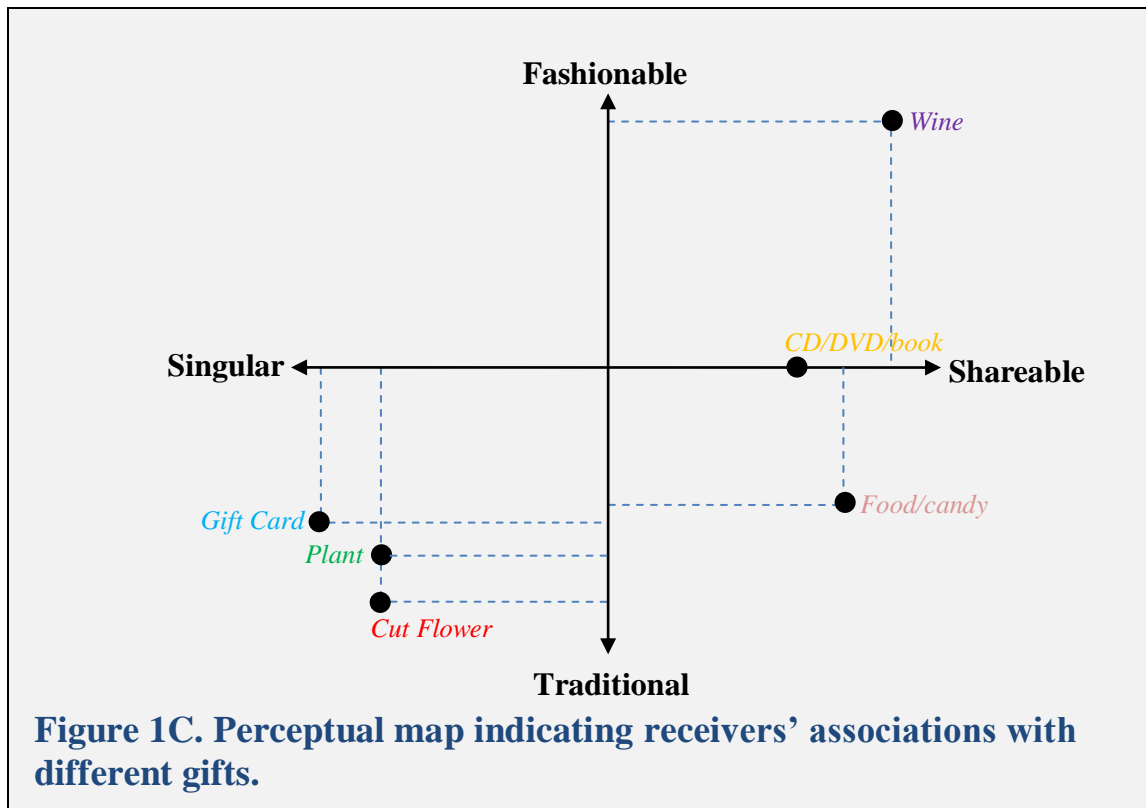 Fashionable
Wine
CD/DVD/book
Singular
Shareable
Food/candy
Gift Card
Plant
Cut Flower
Traditional
Figure 1C. Perceptual map indicating receivers’ associations with
different gifts.